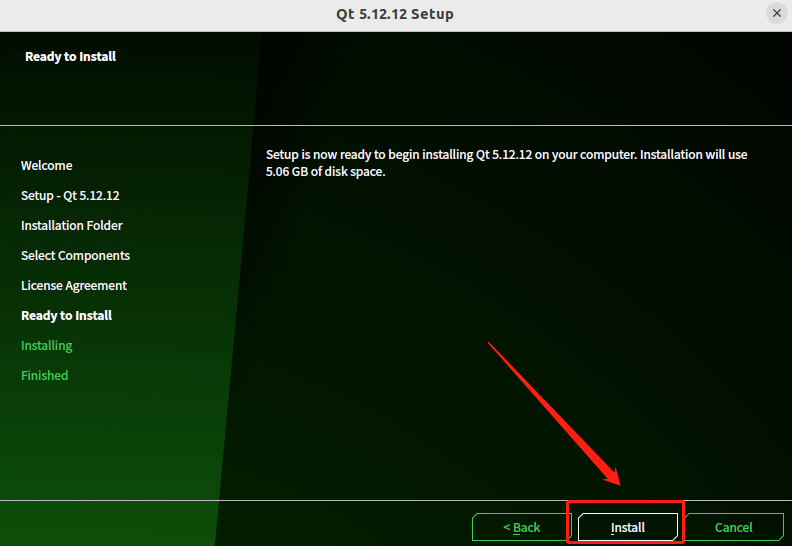 Qt 5.12.12 Setup
Ready to Install
Welcome
Setup - Qt 5.12.12
Installation Folder
Select Components
License Agreement
Ready to Install
Installing
Finished
Setup is now ready to begin installing Qt 5.12.12 on your computer. Installation will use
5.06 GB of disk space.
< Back
Install
Cancel